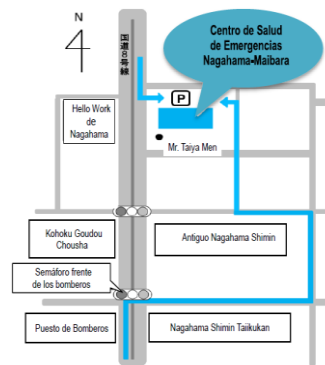 N
国道8号線
Centro de Salud
de Emergencias
Nagahama-Maibara
P
Hello Work
de
Nagahama
Mr. Taiya Men
Kohoku Goudou
Chousha
Antiguo Nagahama Shimin
Semáforo frente
de los bomberos
Puesto de Bomberos
Nagahama Shimin Taiikukan